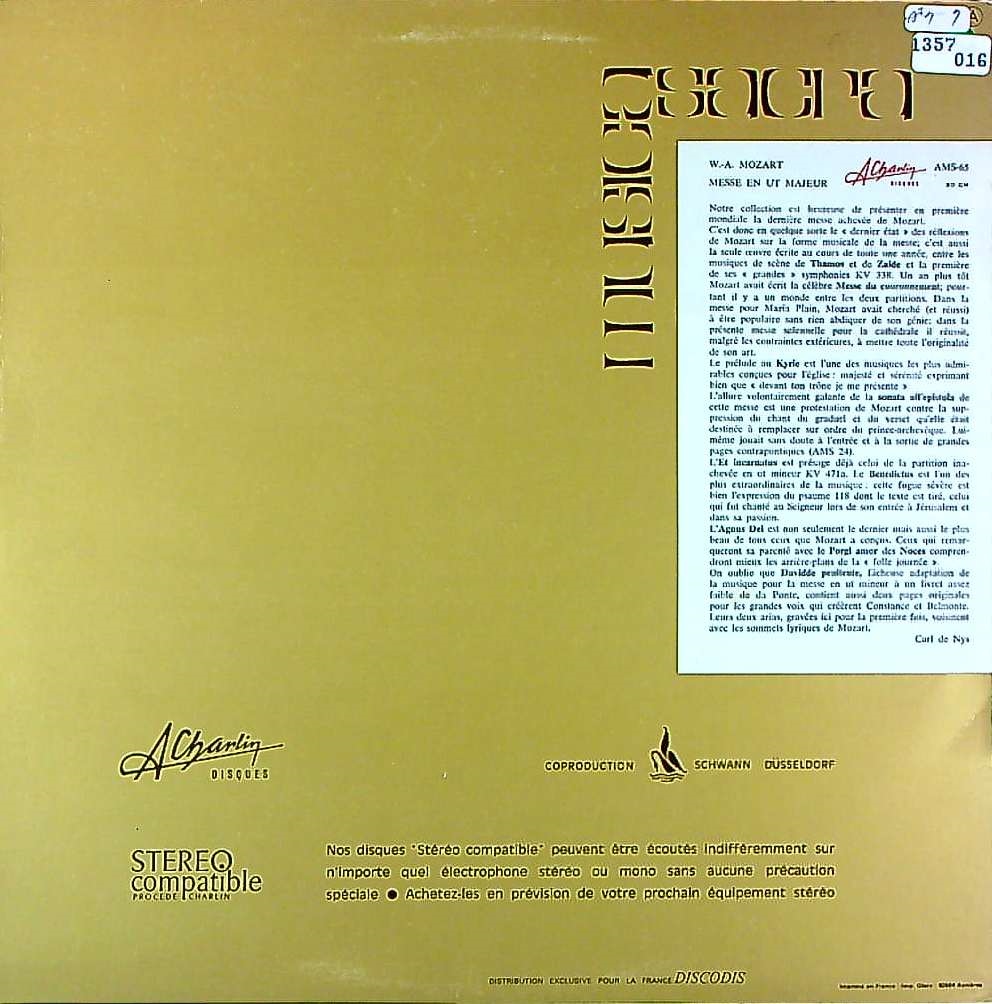 1357
016
musica
sacra
W.-A. MOZART
ACharlin
DISQUES
AMS-65
MESSE EN UT MAJEUR
30 CM
Notre collection est heureuse de présenter en première
mondiale la dernière messe achevée de Mozart.
C'est donc en quelque sorte le « dernier état » des réflexions
de Mozart sur la forme musicale de la messe; c'est aussi
la seule œuvre écrite au cours de toute une année, entre les
musiques de scène de Thamos et de Zaïde et la première
de ses « grandes » symphonies KV 338. Un an plus tôt
Mozart avait écrit la célèbre Messe du couronnement; pour-
tant il y a un monde entre les deux partitions. Dans la
messe pour Maria Plain, Mozart avait cherché (et réussi)
à être populaire sans rien abdiquer de son génie; dans la
présente messe solennelle pour la cathédrale il réussit,
malgré les contraintes extérieures, à mettre toute l'originalité
de son art.
Le prélude au Kyrie est l'une des musiques les plus admi-
rables conçues pour l'église : majesté et sérénité exprimant
bien que « devant ton trône je me présente »
L'allure volontairement galante de la sonata all'epistola de
cette messe est une protestation de Mozart contre la sup-
pression du chant du graduel et du verset qu'elle était
destinée à remplacer sur ordre du prince-archevêque. Lui-
même jouait sans doute à l'entrée et à la sortie de grandes
pages contrapontiques (AMS 24).
L'Et incarnatus est présage déjà celui de la partition ina-
chevée en ut mineur KV 471a. Le Benedictus est l'un des
plus extraordinaires de la musique : cette fugue sévère est
bien l'expression du psaume 118 dont le texte est tiré, celui
qui fut chanté au Seigneur lors de son entrée à Jérusalem et
dans sa passion.
L'Agnus Dei est non seulement le dernier mais aussi le plus
beau de tous ceux que Mozart a conçus. Ceux qui remar-
queront sa parenté avec le Porgi amor des Noces compren-
dront mieux les arrière-plans de la « folle journée ».
On oublie que Davidde penitente, fâcheuse adaptation de
la musique pour la messe en ut mineur à un livret assez
faible de da Ponte, contient aussi deux pages originales
pour les grandes voix qui créèrent Constance et Belmonte.
Leurs deux arias, gravées ici pour la première fois, voisinent
avec les sommets lyriques de Mozart.
Carl de Nys
ACharlin
DISQUES
COPRODUCTION SCHWANN DÜSSELDORF
STEREO
compatible
PROCEDE CHARLIN
Nos disques "Stéréo compatible" peuvent être écoutés indifféremment sur
n'importe quel électrophone stéréo ou mono sans aucune précaution
spéciale ● Achetez-les en prévision de votre prochain équipement stéréo
DISTRIBUTION EXCLUSIVE POUR LA FRANCE DISCODIS
Imprimé en France